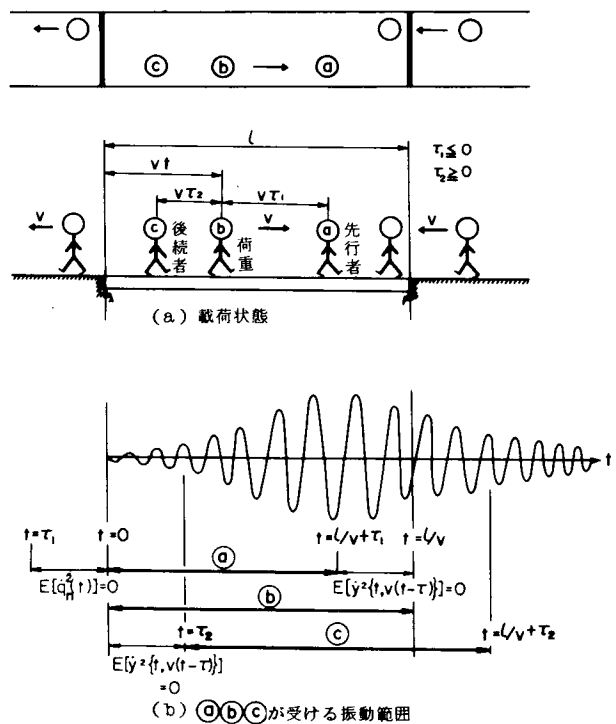 ⓒ ⓑ ⓐ
l
τ₁≦0
τ₂≧0
vt
vτ₂ vτ₁
v ⓒ 後続者 ⓑ 荷重 v ⓐ 先行者 v
(a) 載荷状態
t
t=τ₁ t=0 t=l/v+τ₁ t=l/v
E[q̇ₙ²(t)]=0 ⓐ E[ẏ²{t,v(t-τ)}]=0
ⓑ
t=τ₂ ⓒ t=l/v+τ₂
E[ẏ²{t,v(t-τ)}]
=0
(b) ⓐⓑⓒが受ける振動範囲